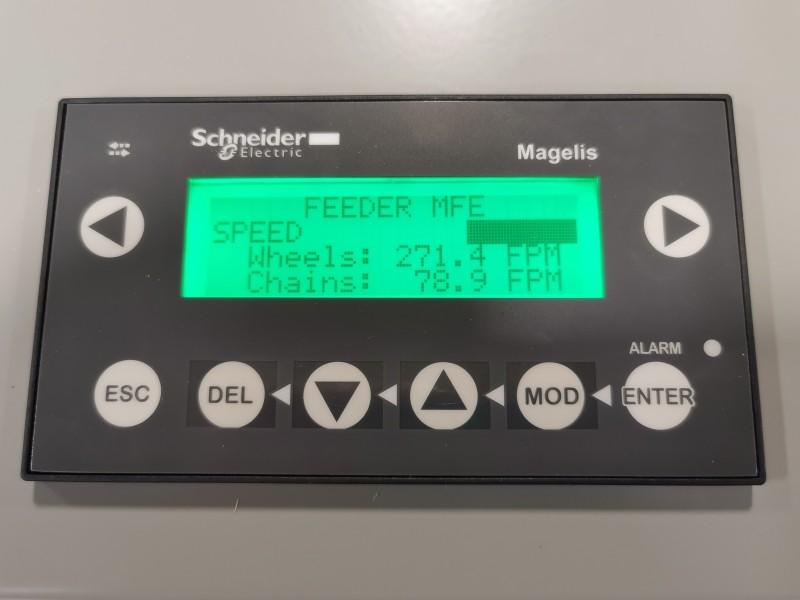 Schneider
Electric
Magelis
FEEDER MFE
SPEED
Wheels: 271.4 FPM
Chains: 78.9 FPM
ALARM
ESC
DEL
MOD
ENTER